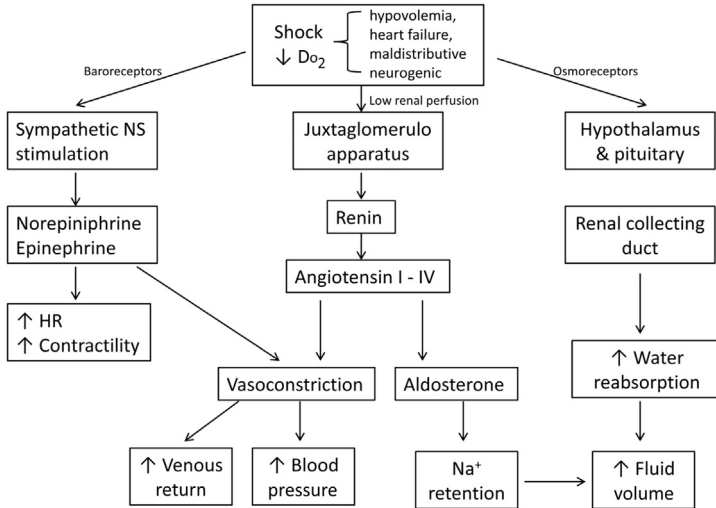 Shock
↓ Do₂
hypovolemia,
heart failure,
maldistributive
neurogenic
Baroreceptors
Osmoreceptors
Low renal perfusion
Sympathetic NS
stimulation
Juxtaglomerulo
apparatus
Hypothalamus
& pituitary
Norepiniphrine
Epinephrine
Renin
Renal collecting
duct
Angiotensin I - IV
↑ HR
↑ Contractility
Vasoconstriction
Aldosterone
↑ Water
reabsorption
↑ Venous
return
↑ Blood
pressure
Na⁺
retention
↑ Fluid
volume